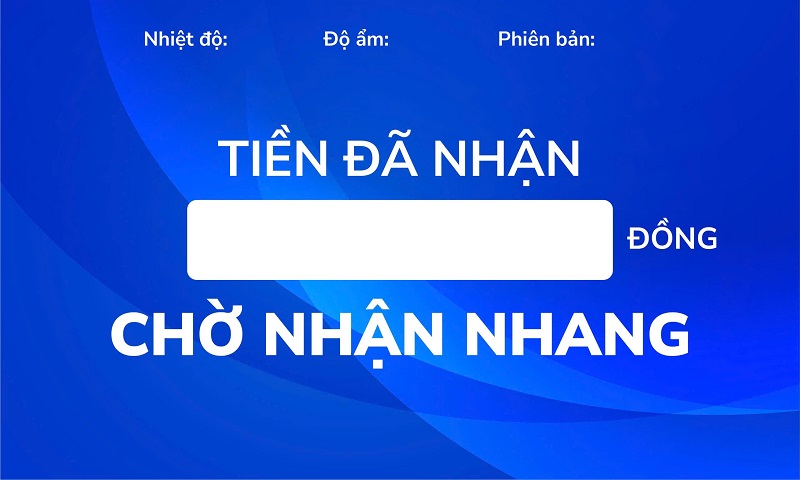 Nhiệt độ: Độ ẩm: Phiên bản:
TIỀN ĐÃ NHẬN
ĐỒNG
CHỜ NHẬN NHANG